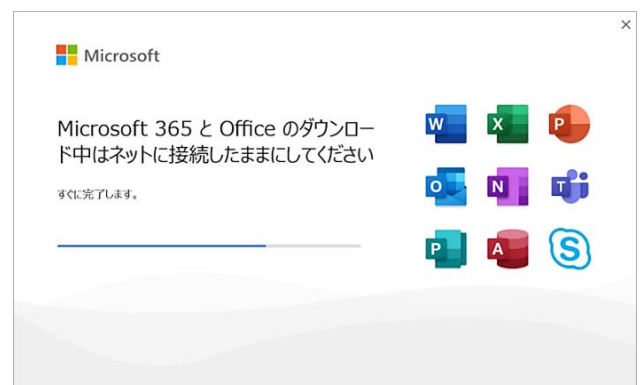 Microsoft
Microsoft 365 と Office のダウンロー
ド中はネットに接続したままにしてください
すぐに完了します。
W
X
P
O
N
T
P
A
S